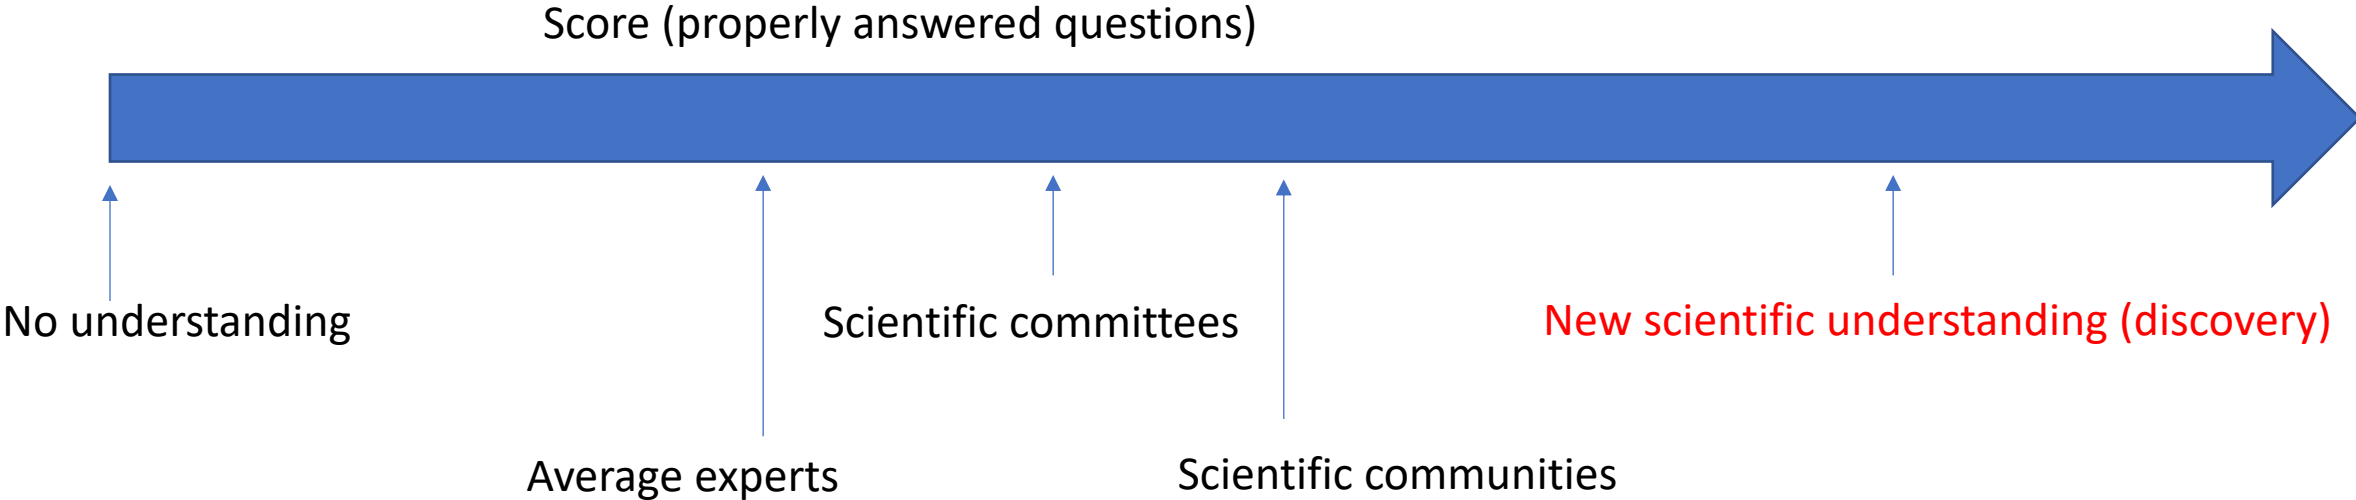 Score (properly answered questions)
No understanding
Scientific committees
New scientific understanding (discovery)
Average experts
Scientific communities